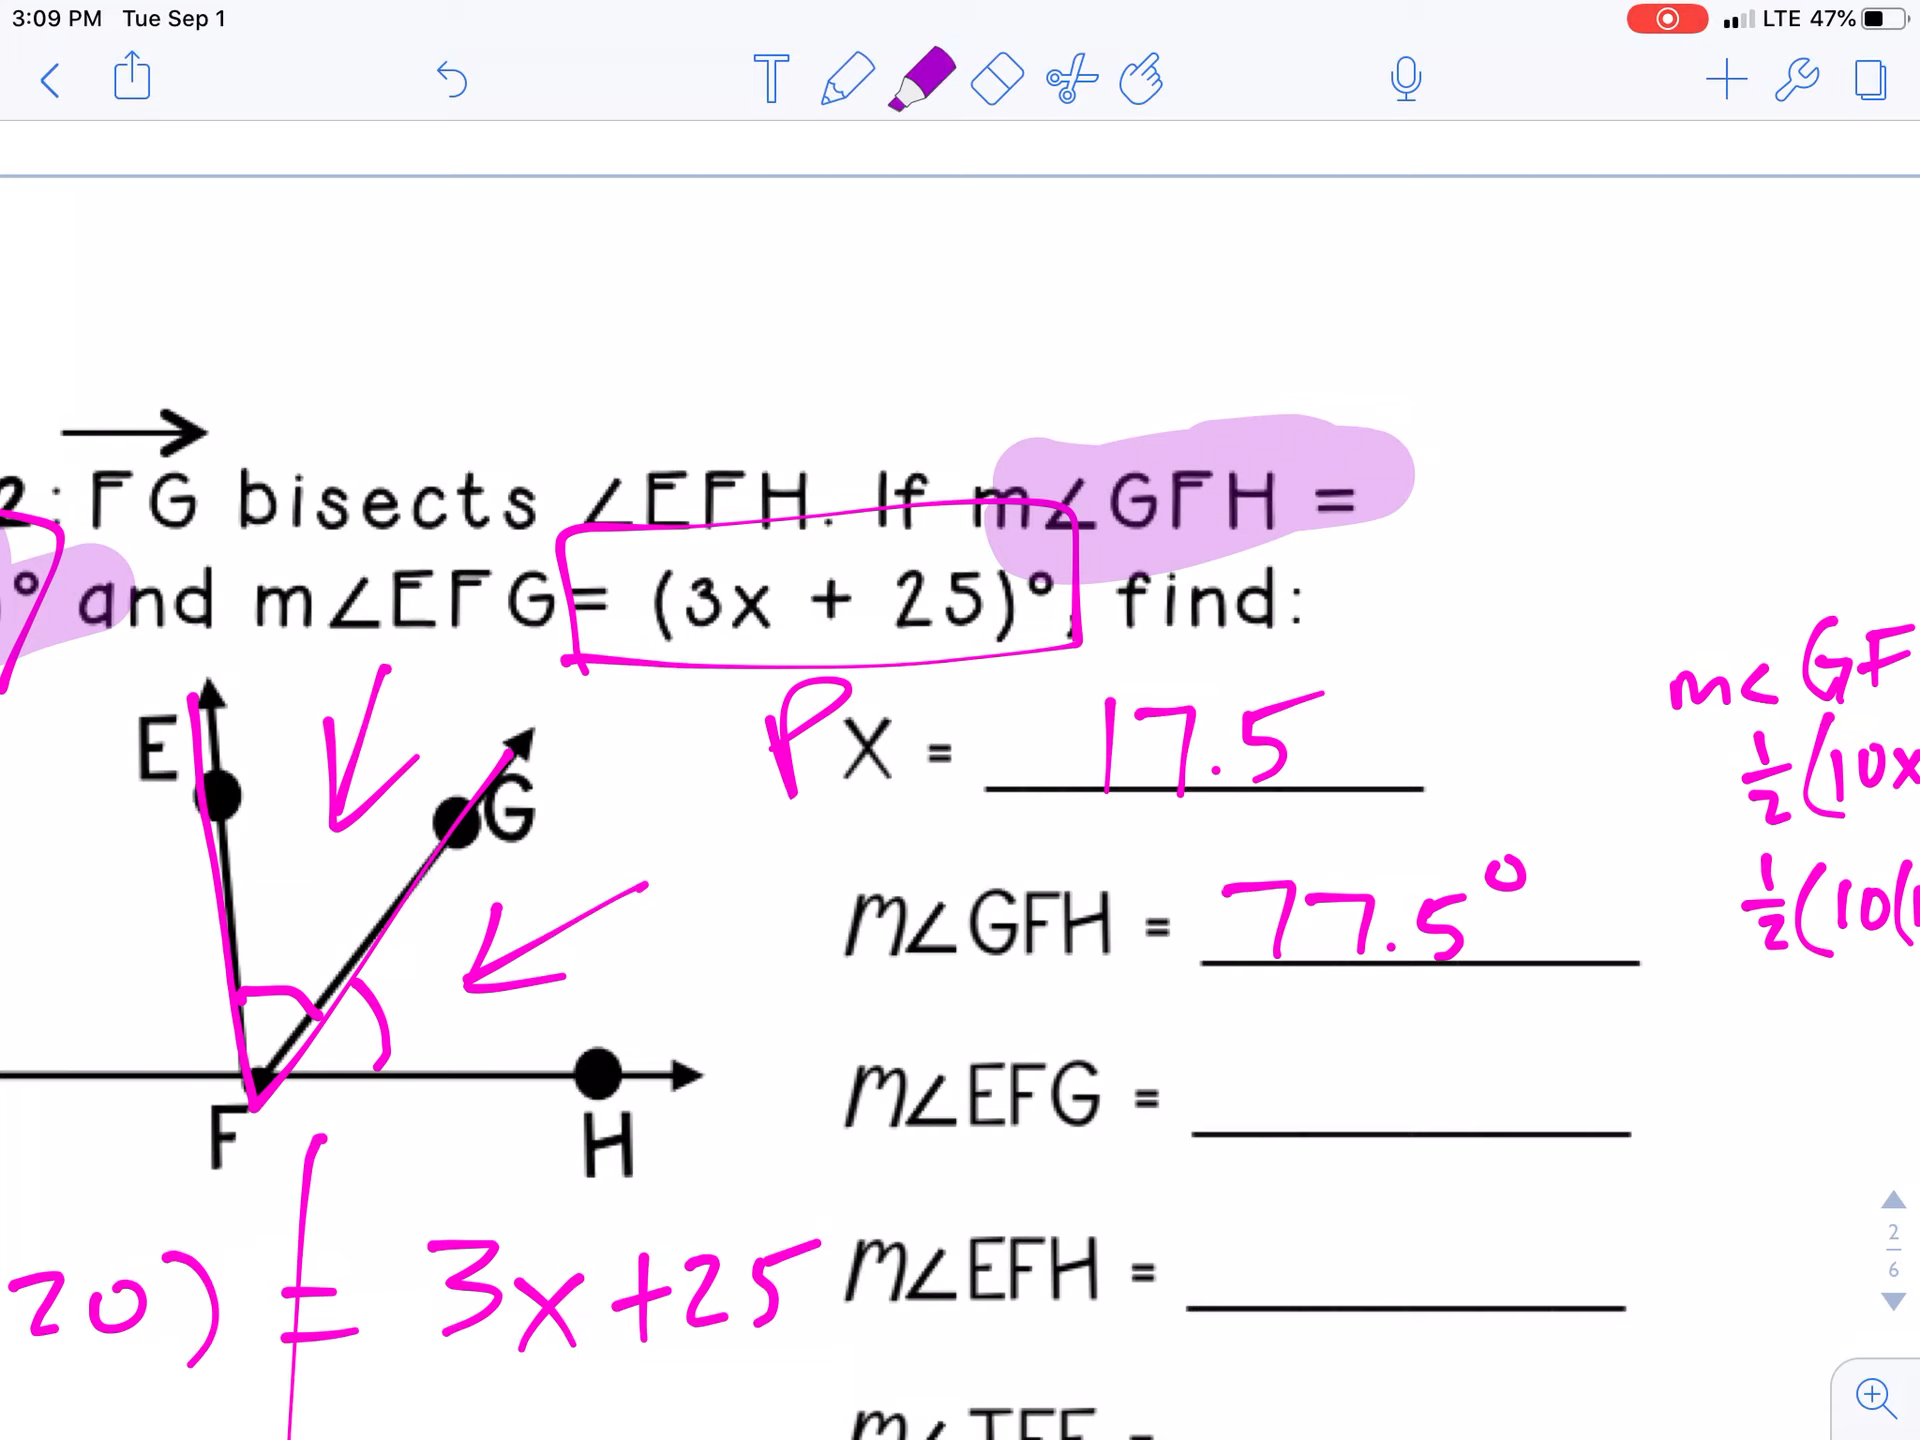 3:09 PM Tue Sep 1
LTE 47%
T
2: FG bisects ∠EFH. If m∠GFH =
° and m∠EFG = (3x + 25)°, find:
E
G
F
H
X = 17.5
m∠GFH = 77.5°
m∠EFG =
m∠EFH =
20) = 3x+25
m< GF
½(10x
½(10(1
2
6